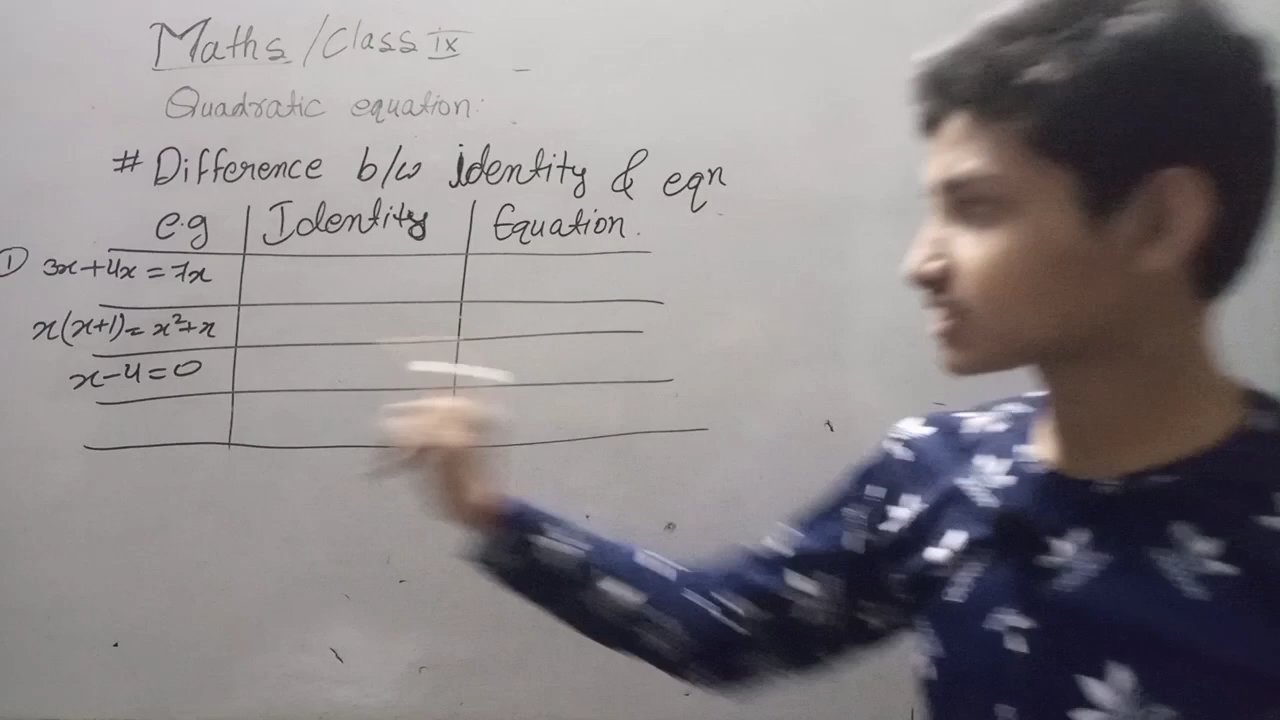 Maths / Class IX
Quadratic equation:
# Difference b/w identity & eqn
e.g Identity Equation.
① 3x+4x=7x
x(x+1)=x²+x
x-4=0